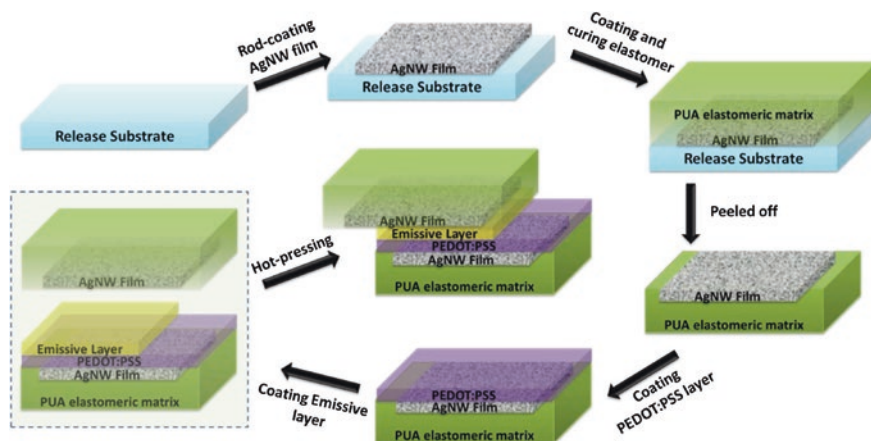 Release Substrate
Rod-coating
AgNW film
AgNW Film
Release Substrate
Coating and
curing elastomer
PUA elastomeric matrix
AgNW Film
Release Substrate
Peeled off
AgNW Film
PUA elastomeric matrix
Coating
PEDOT:PSS layer
PEDOT:PSS
AgNW Film
PUA elastomeric matrix
Coating Emissive
layer
AgNW Film
Emissive Layer
PEDOT:PSS
AgNW Film
PUA elastomeric matrix
Hot-pressing
AgNW Film
Emissive Layer
PEDOT:PSS
AgNW Film
PUA elastomeric matrix